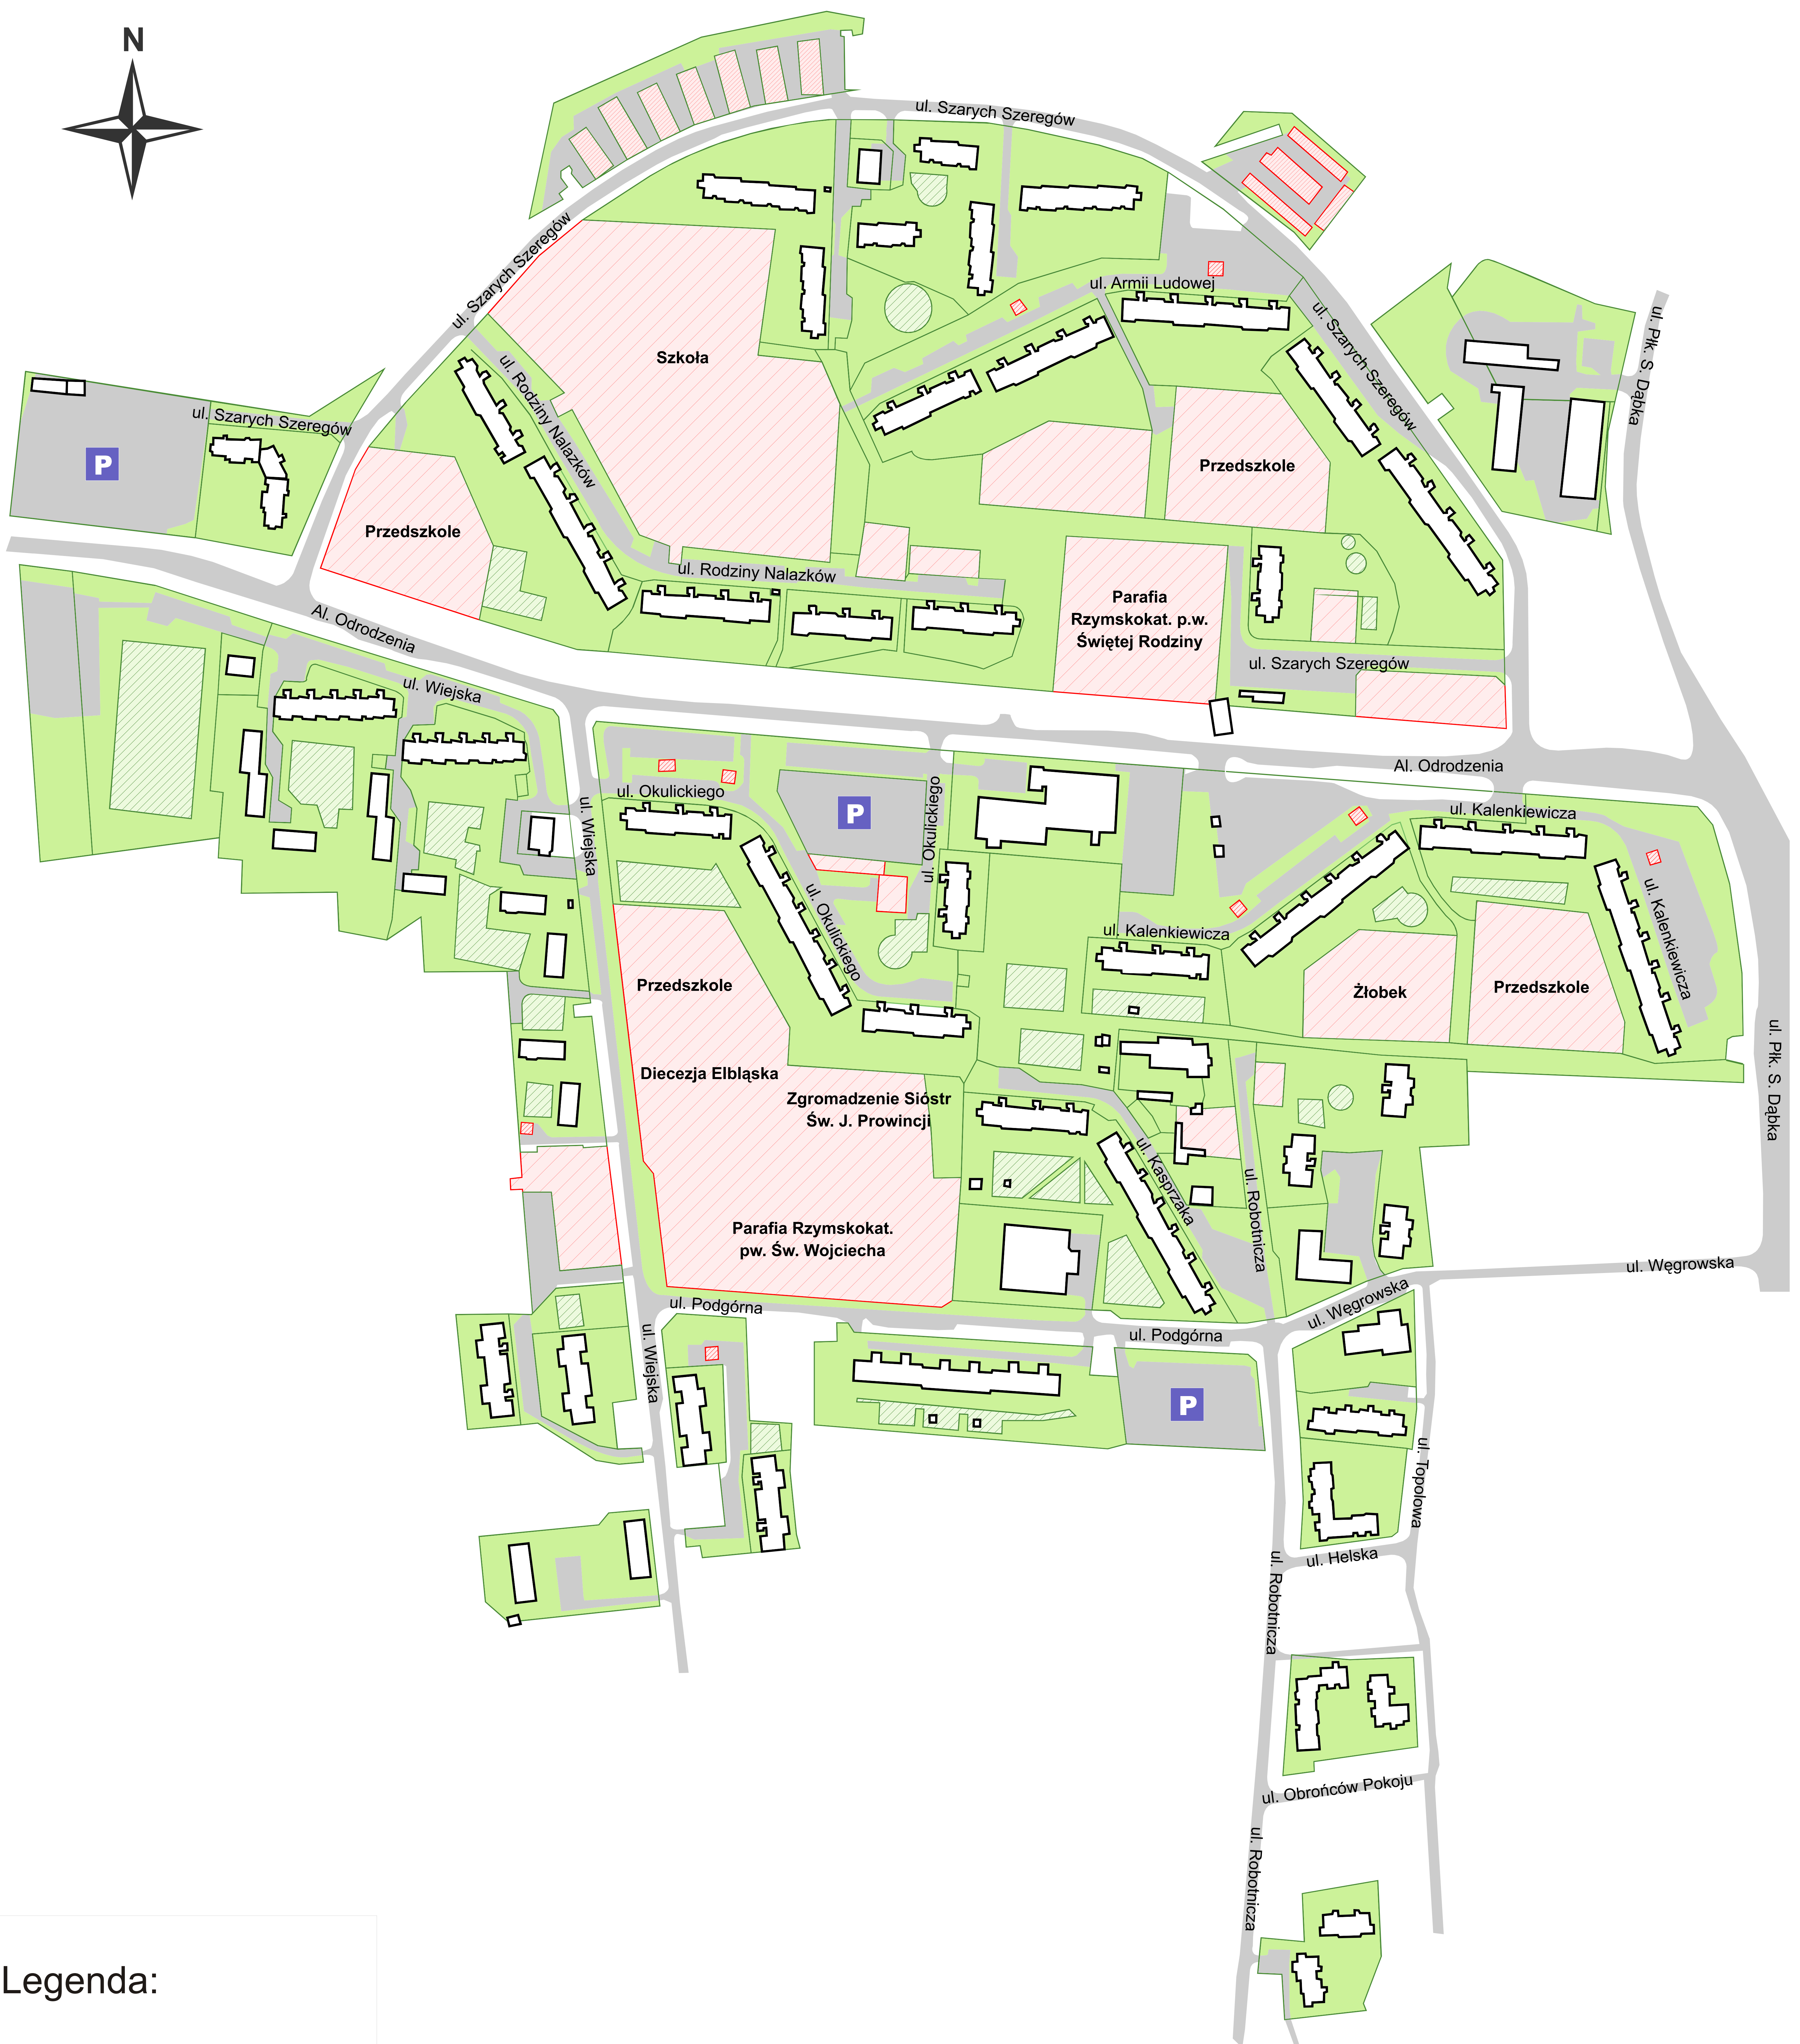 N
ul. Szarych Szeregów
ul. Szarych Szeregów
ul. Armii Ludowej
ul. Szarych Szeregów
ul. Płk. S. Dąbka
Szkoła
ul. Rodziny Nalazków
ul. Szarych Szeregów
P
Przedszkole
Przedszkole
ul. Rodziny Nalazków
Parafia
Rzymskokat. p.w.
Świętej Rodziny
Al. Odrodzenia
ul. Szarych Szeregów
ul. Wiejska
Al. Odrodzenia
ul. Okulickiego
P
ul. Okulickiego
ul. Wiejska
ul. Kalenkiewicza
ul. Okulickiego
ul. Kalenkiewicza
ul. Kalenkiewicza
Przedszkole
Żłobek
Przedszkole
ul. Płk. S. Dąbka
Diecezja Elbląska
Zgromadzenie Sióstr
Św. J. Prowincji
ul. Kasprzaka
ul. Robotnicza
Parafia Rzymskokat.
pw. Św. Wojciecha
ul. Węgrowska
ul. Węgrowska
ul. Podgórna
ul. Podgórna
ul. Wiejska
P
ul. Topolowa
ul. Helska
ul. Robotnicza
ul. Obrońców Pokoju
ul. Robotnicza
Legenda: